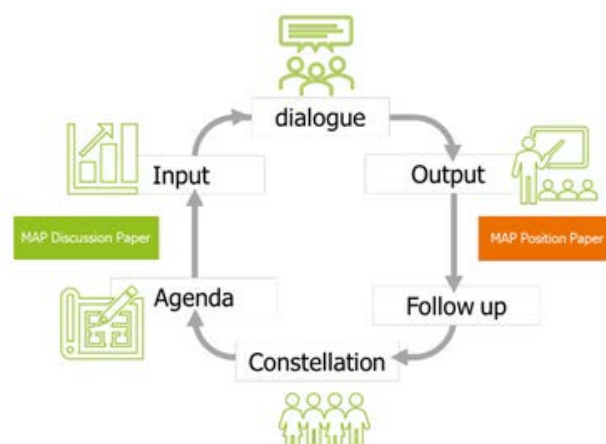 dialogue
Input
Output
MAP Discussion Paper
MAP Position Paper
Agenda
Follow up
Constellation